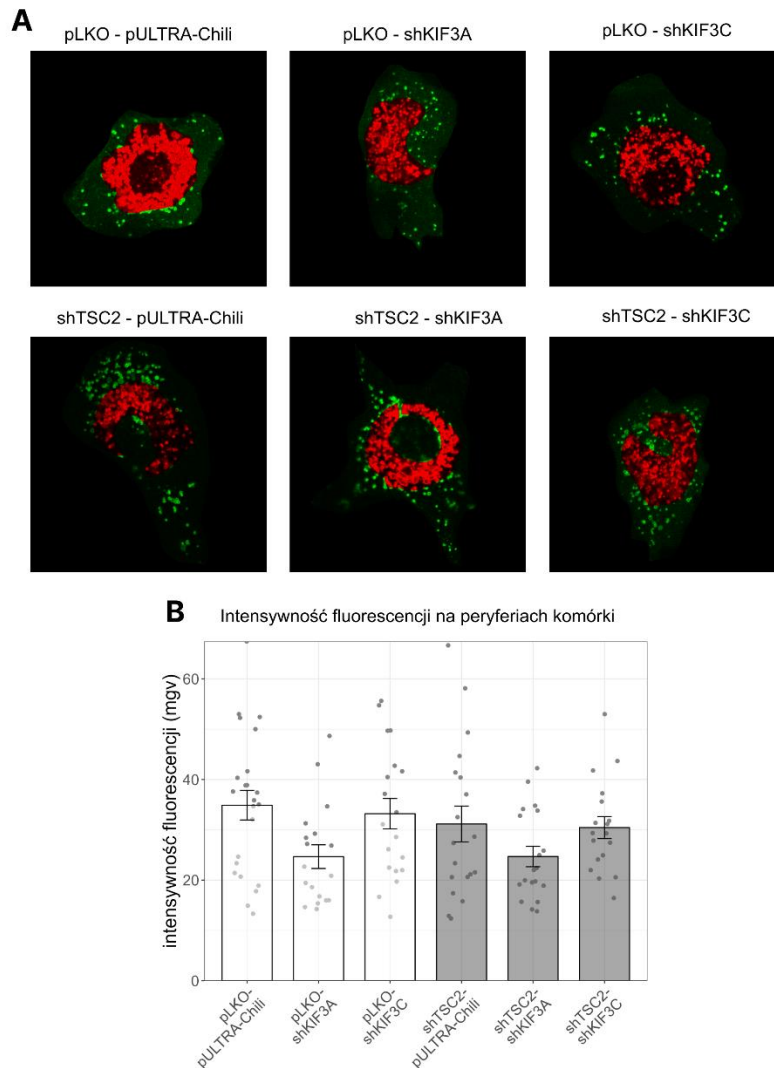 A
pLKO - pULTRA-Chili
pLKO - shKIF3A
pLKO - shKIF3C
shTSC2 - pULTRA-Chili
shTSC2 - shKIF3A
shTSC2 - shKIF3C
B
Intensywność fluorescencji na peryferiach komórki
intensywność fluorescencji (mgv)
60
40
20
0
pLKO-
pULTRA-Chili
pLKO-
shKIF3A
pLKO-
shKIF3C
shTSC2-
pULTRA-Chili
shTSC2-
shKIF3A
shTSC2-
shKIF3C